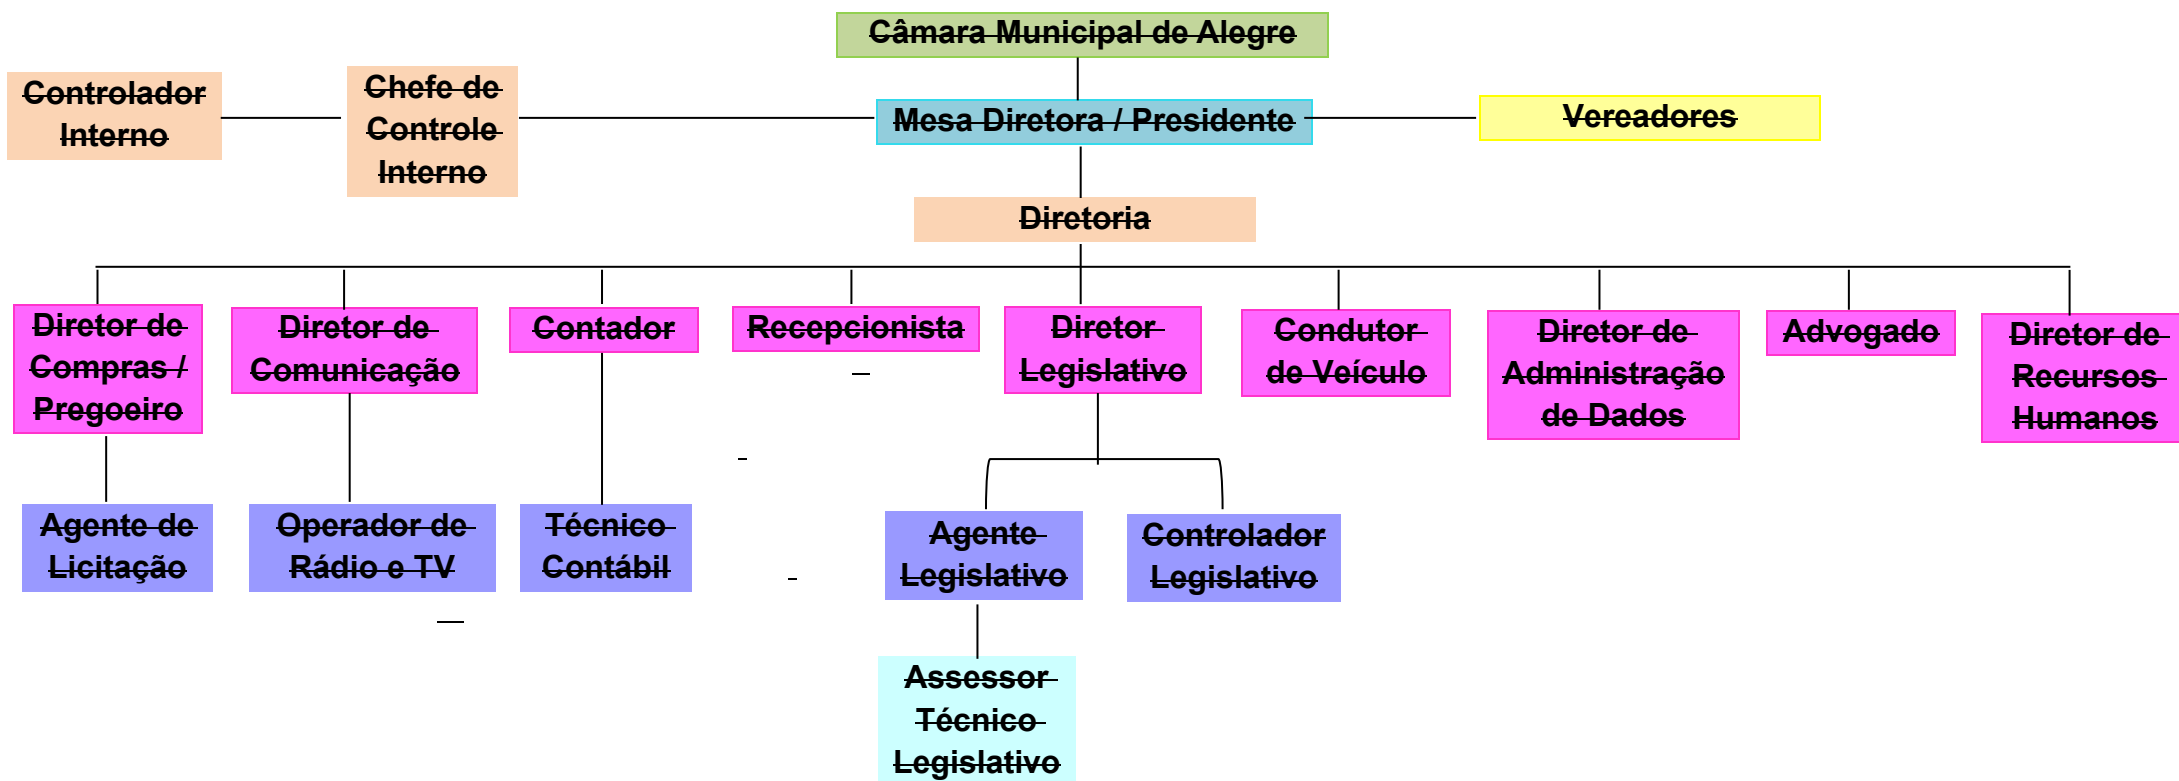 Câmara Municipal de Alegre
Controlador
Interno
Chefe de
Controle
Interno
Mesa Diretora / Presidente
Vereadores
Diretoria
Diretor de
Compras /
Pregoeiro
Diretor de
Comunicação
Contador
Recepcionista
Diretor
Legislativo
Condutor
de Veículo
Diretor de
Administração
de Dados
Advogado
Diretor de
Recursos
Humanos
Agente de
Licitação
Operador de
Rádio e TV
Técnico
Contábil
Agente
Legislativo
Controlador
Legislativo
Assessor
Técnico
Legislativo